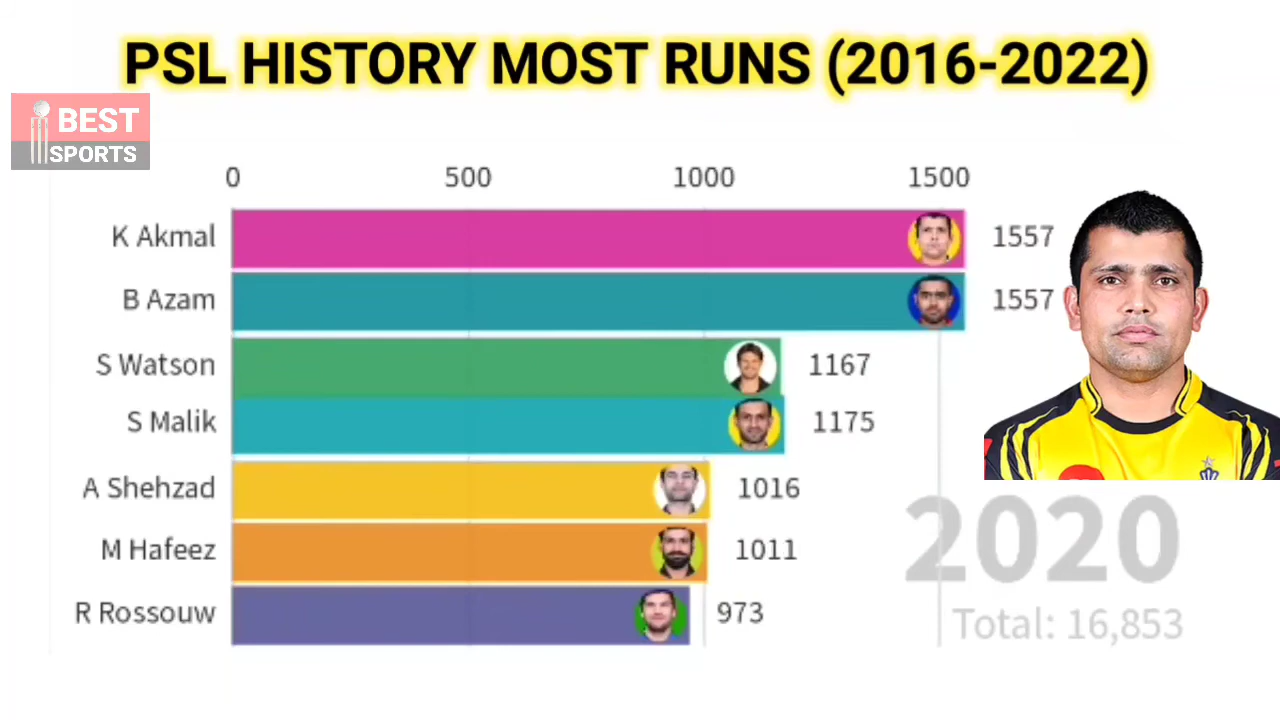 PSL HISTORY MOST RUNS (2016-2022)
BEST
SPORTS
0 500 1000 1500
K Akmal 1557
B Azam 1557
S Watson 1167
S Malik 1175
A Shehzad 1016
M Hafeez 1011
R Rossouw 973
2020
Total: 16,853